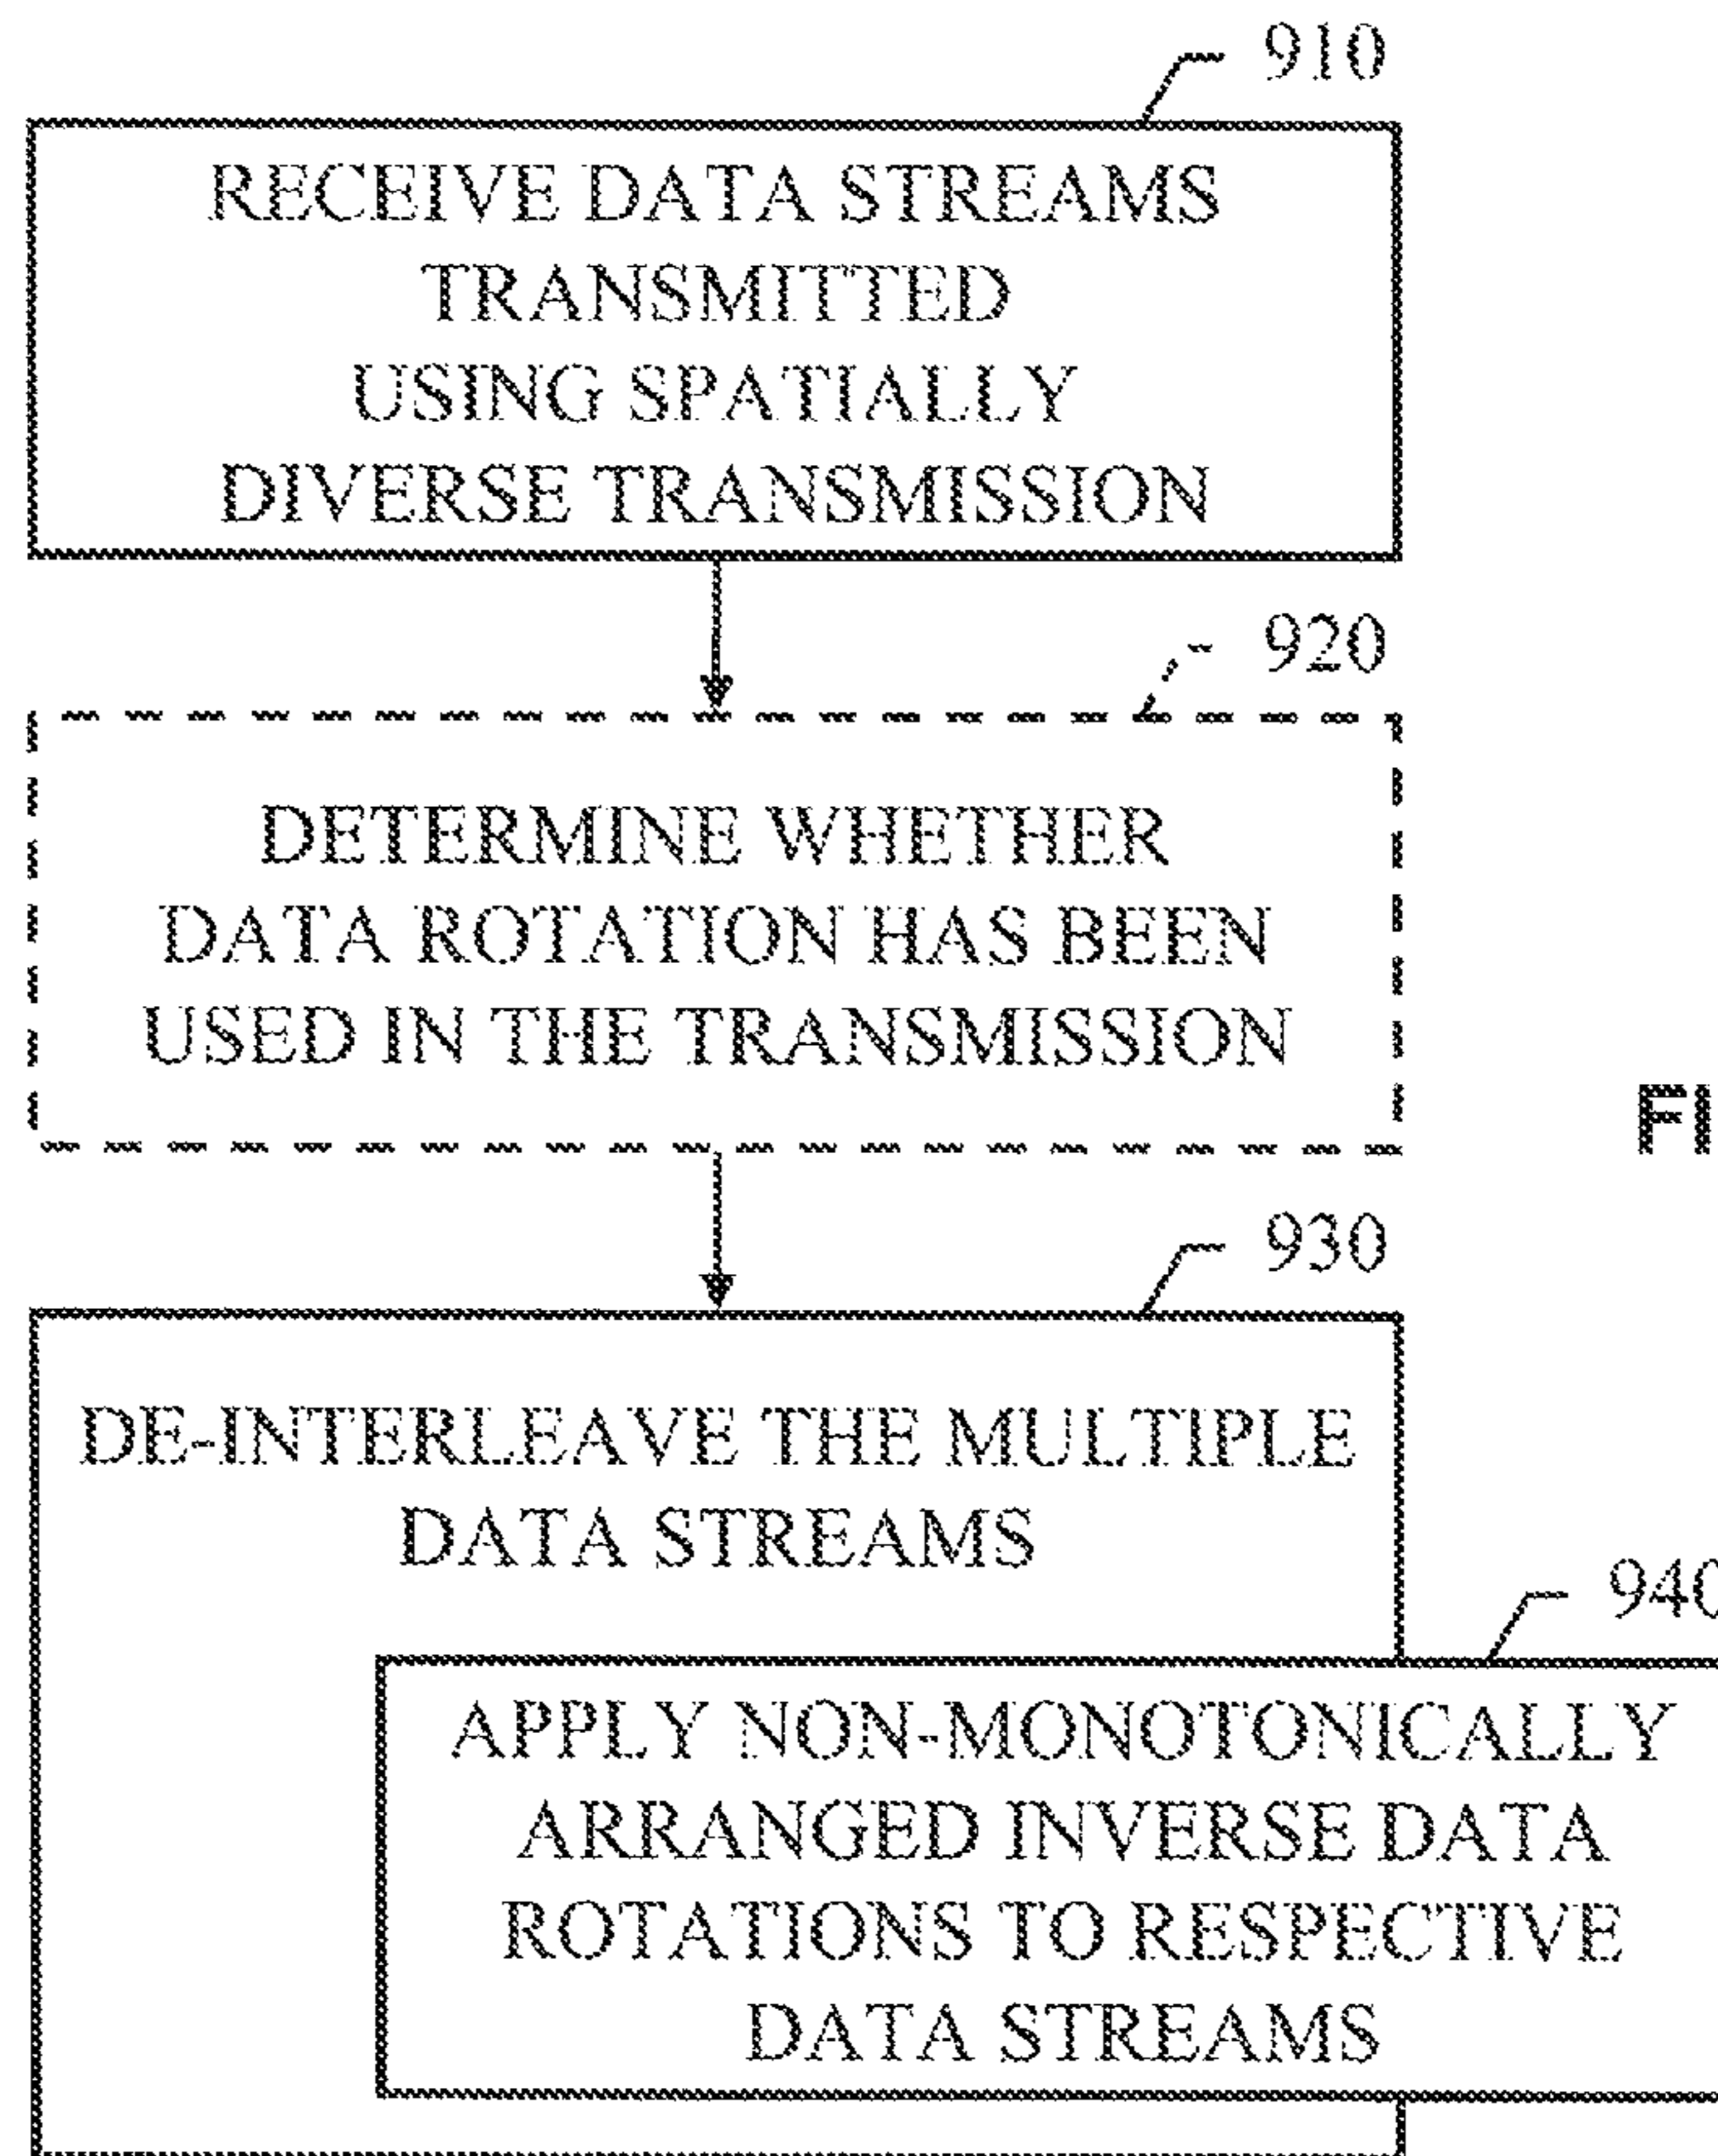 910
RECEIVE DATA STREAMS
TRANSMITTED
USING SPATIALLY
DIVERSE TRANSMISSION
920
DETERMINE WHETHER
DATA ROTATION HAS BEEN
USED IN THE TRANSMISSION
FI
930
DE-INTERLEAVE THE MULTIPLE
DATA STREAMS
940
APPLY NON-MONOTONICALLY
ARRANGED INVERSE DATA
ROTATIONS TO RESPECTIVE
DATA STREAMS